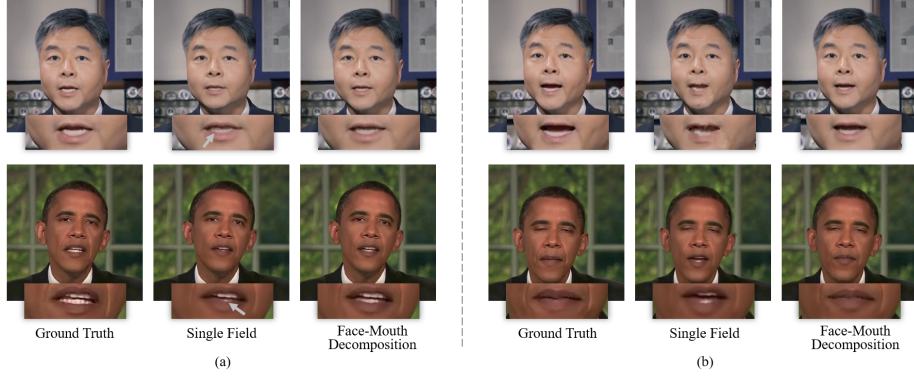 Ground Truth
Single Field
Face-Mouth
Decomposition
(a)
Ground Truth
Single Field
Face-Mouth
Decomposition
(b)